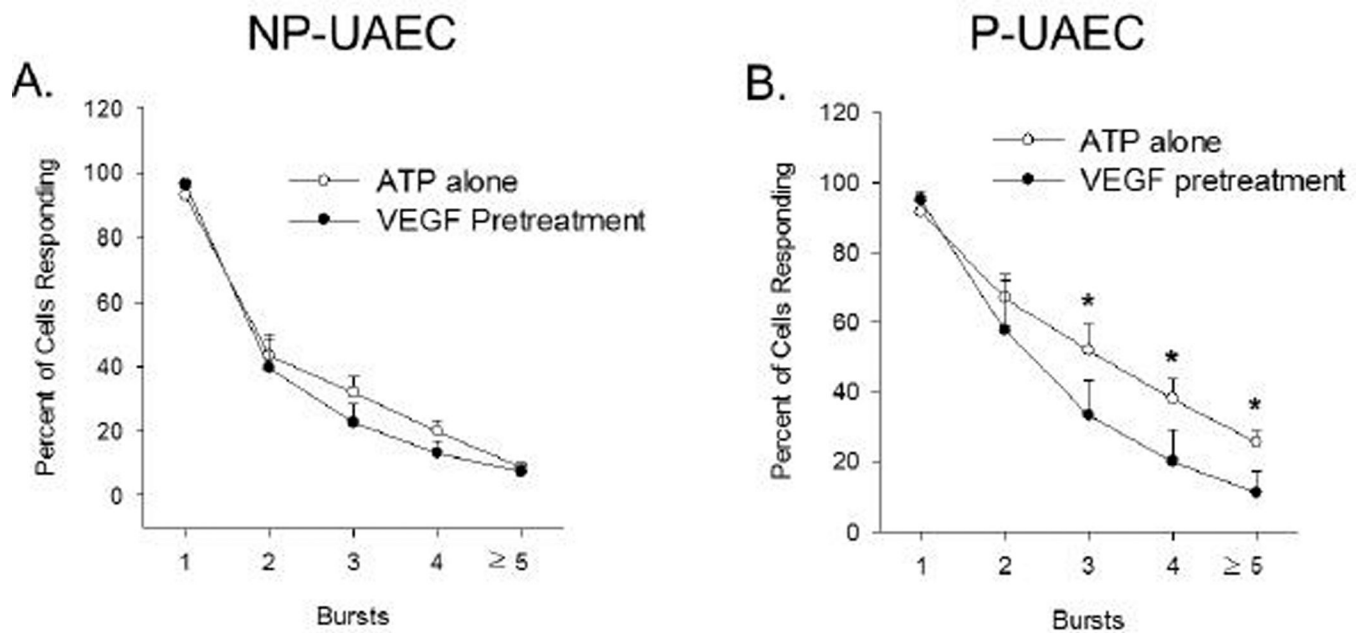 NP-UAEC
A.
120
100
80
60
40
20
0
Percent of Cells Responding
ATP alone
VEGF Pretreatment
1 2 3 4 ≥ 5
Bursts
P-UAEC
B.
120
100
80
60
40
20
0
Percent of Cells Responding
ATP alone
VEGF pretreatment
*
*
*
1 2 3 4 ≥ 5
Bursts